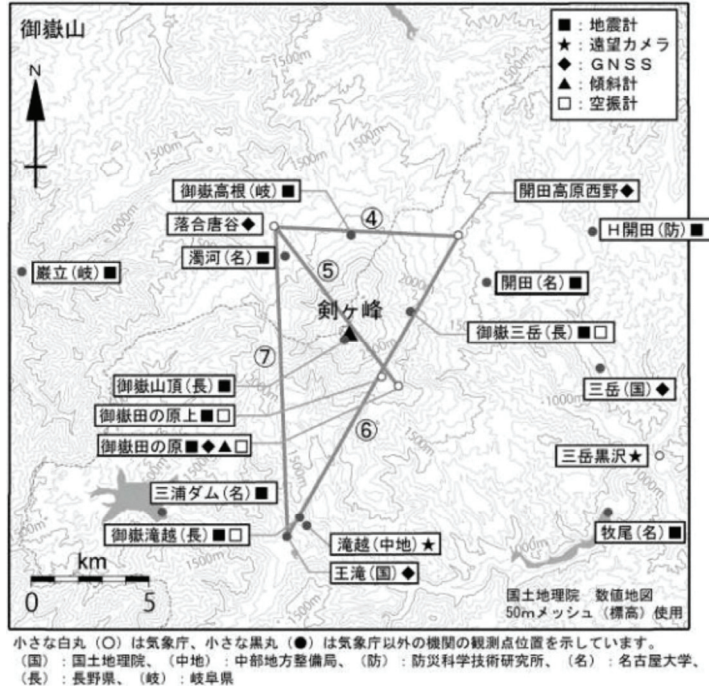 御嶽山
■：地震計
★：遠望カメラ
◆：ＧＮＳＳ
▲：傾斜計
□：空振計
N
1500m
1500m
1500m
1000m
御嶽高根(岐)■
④
開田高原西野◆
落合唐谷◆
濁河(名)■
⑤
2000m
Ｈ開田(防)■
巌立(岐)■
開田(名)■
剣ヶ峰
御嶽三岳(長)■□
⑦
御嶽山頂(長)■
三岳(国)◆
御嶽田の原上■□
1000m
御嶽田の原■◆▲□
⑥
三岳黒沢★
三浦ダム(名)■
御嶽滝越(長)■□
滝越(中地)★
牧尾(名)■
王滝(国)◆
km
0 5
国土地理院　数値地図
50mメッシュ(標高)使用
小さな白丸（○）は気象庁、小さな黒丸（●）は気象庁以外の機関の観測点位置を示しています。
（国）：国土地理院、（中地）：中部地方整備局、（防）：防災科学技術研究所、（名）：名古屋大学、
（長）：長野県、（岐）：岐阜県